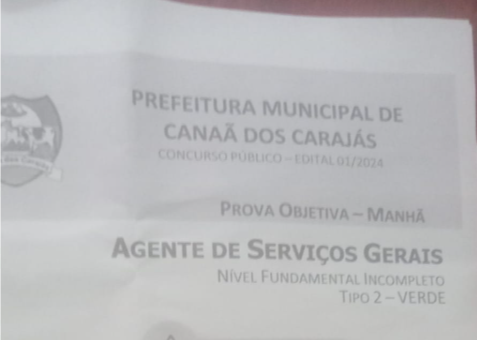 PREFEITURA MUNICIPAL DE
CANAÃ DOS CARAJÁS
CONCURSO PÚBLICO – EDITAL 01/2024
PROVA OBJETIVA – MANHÃ
AGENTE DE SERVIÇOS GERAIS
NÍVEL FUNDAMENTAL INCOMPLETO
TIPO 2 – VERDE